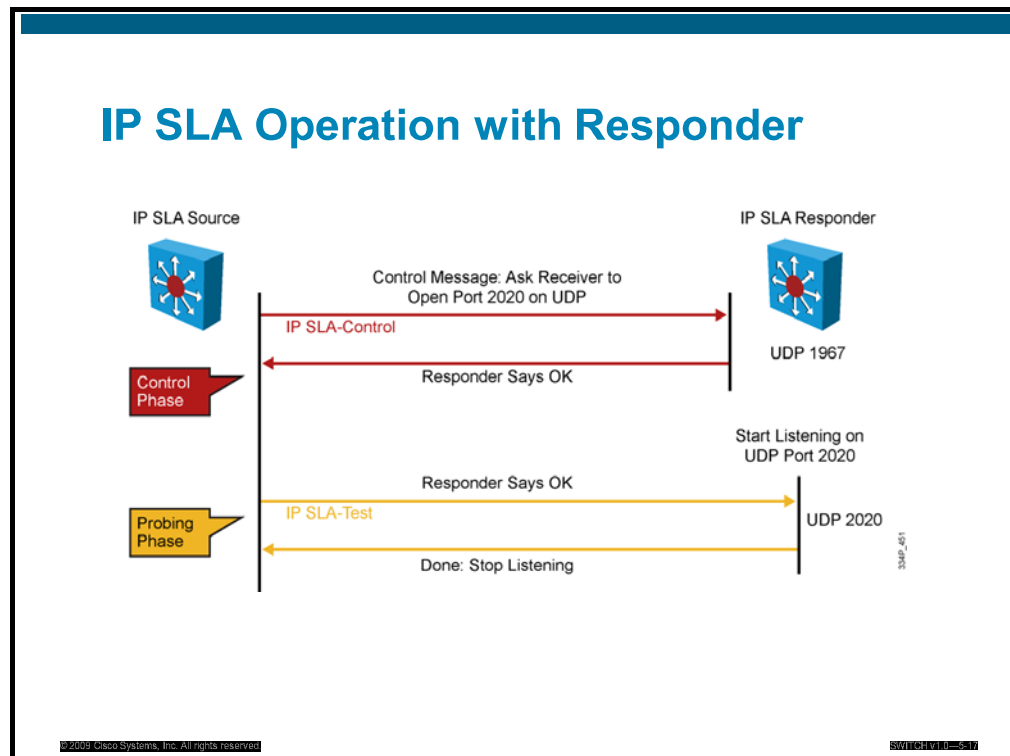 IP SLA Operation with Responder
IP SLA Source
IP SLA Responder
Control Message: Ask Receiver to
Open Port 2020 on UDP
IP SLA-Control
UDP 1967
Responder Says OK
Control
Phase
Start Listening on
UDP Port 2020
Responder Says OK
IP SLA-Test
UDP 2020
Probing
Phase
Done: Stop Listening
334P_451
© 2009 Cisco Systems, Inc. All rights reserved.
SWITCH v1.0—5-17